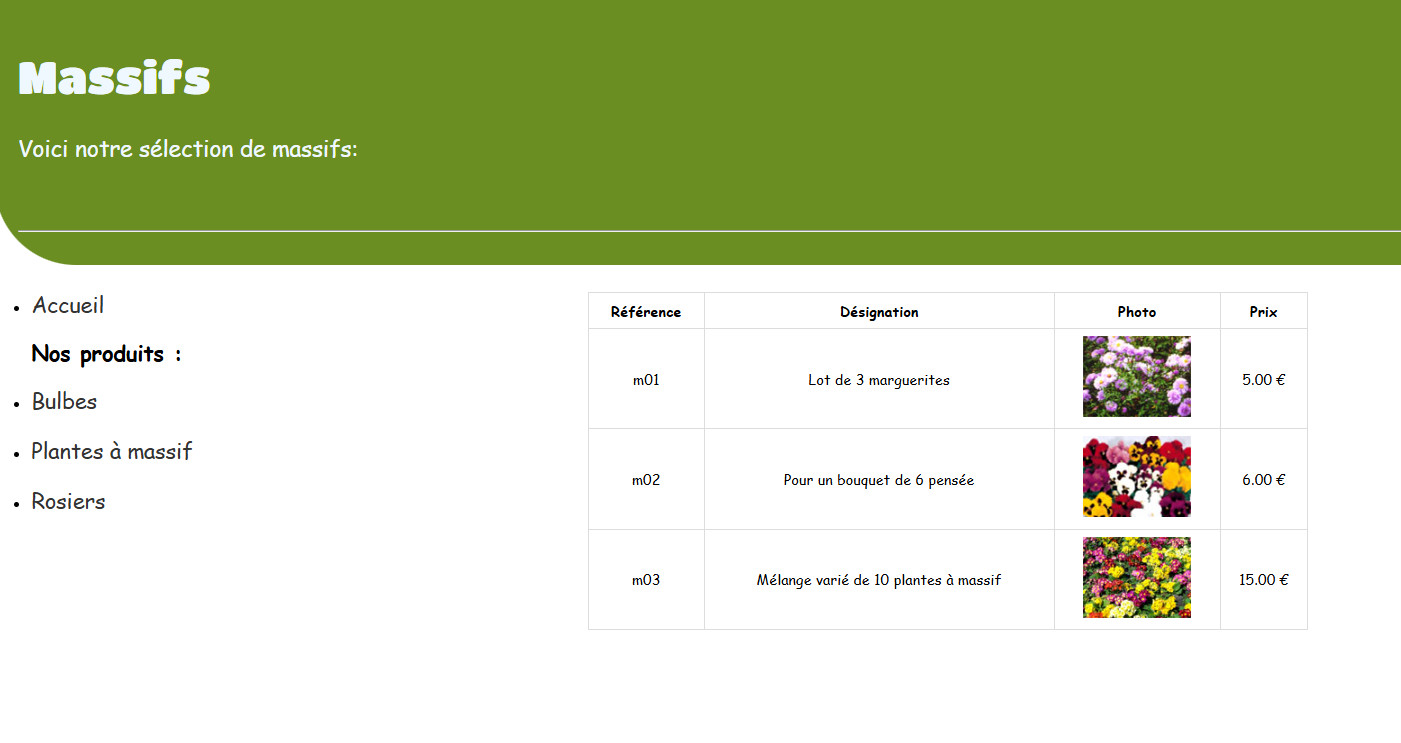 Massifs
Voici notre sélection de massifs:
Accueil
Nos produits :
Bulbes
Plantes à massif
Rosiers
Référence Désignation Photo Prix
m01 Lot de 3 marguerites 5.00 €
m02 Pour un bouquet de 6 pensée 6.00 €
m03 Mélange varié de 10 plantes à massif 15.00 €